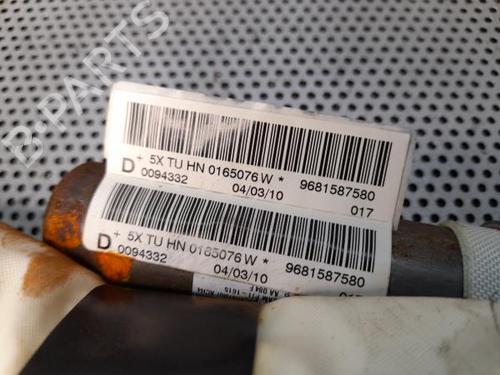 B-PARTS
D + 5X TU HN 0165076 W * 9681587580
0094332 04/03/10 017
D + 5X TU HN 0165076 W * 9681587580
0094332 04/03/10